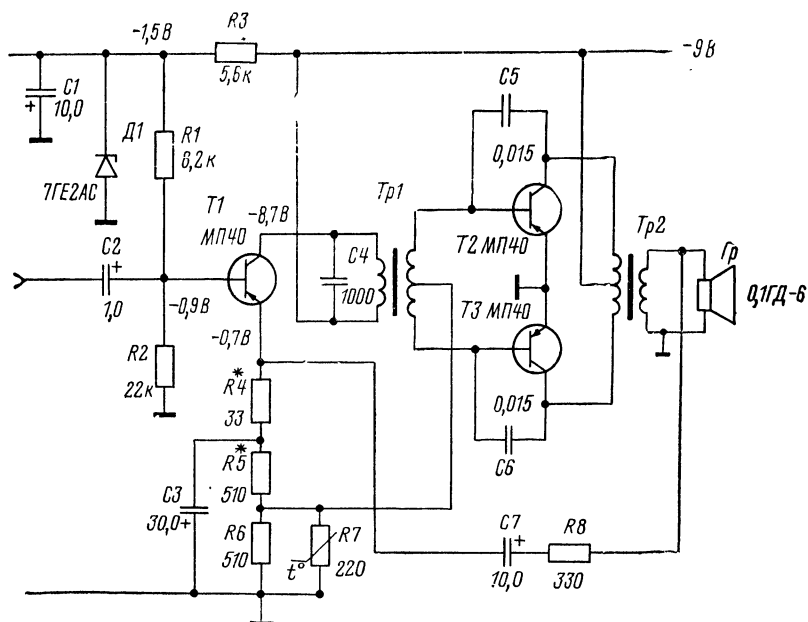 -1,5В
R3
5,6к
-9В
C1
+
10,0
Д1
R1
8,2к
7ГЕ2АС
C5
0,015
T1
МП40
-8,7В
Тр1
C4
1000
T2 МП40
Тр2
Гр
0,1ГД-6
C2
+
1,0
-0,9В
T3 МП40
R2
22к
-0,7В
*
R4
33
*
R5
510
0,015
C6
C3
30,0+
R6
510
R7
t°
220
C7
+
10,0
R8
330